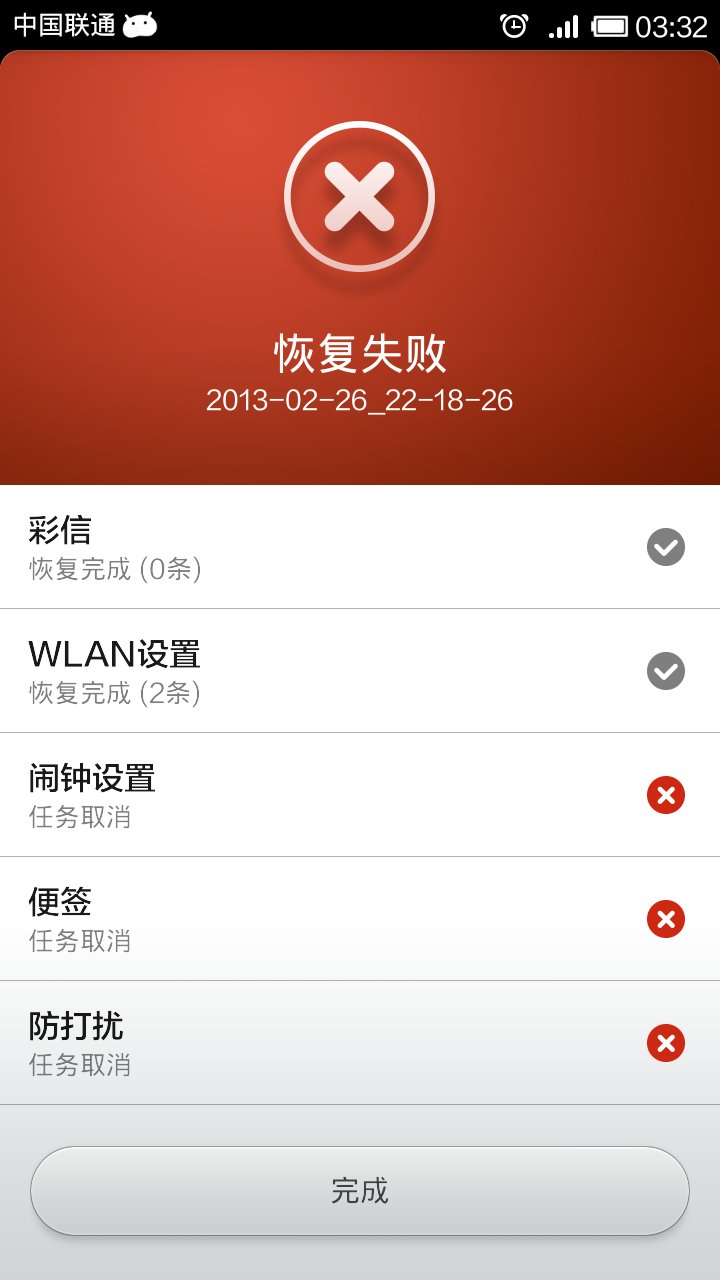 中国联通 03:32
恢复失败
2013-02-26_22-18-26
彩信
恢复完成 (0条)
WLAN设置
恢复完成 (2条)
闹钟设置
任务取消
便签
任务取消
防打扰
任务取消
完成